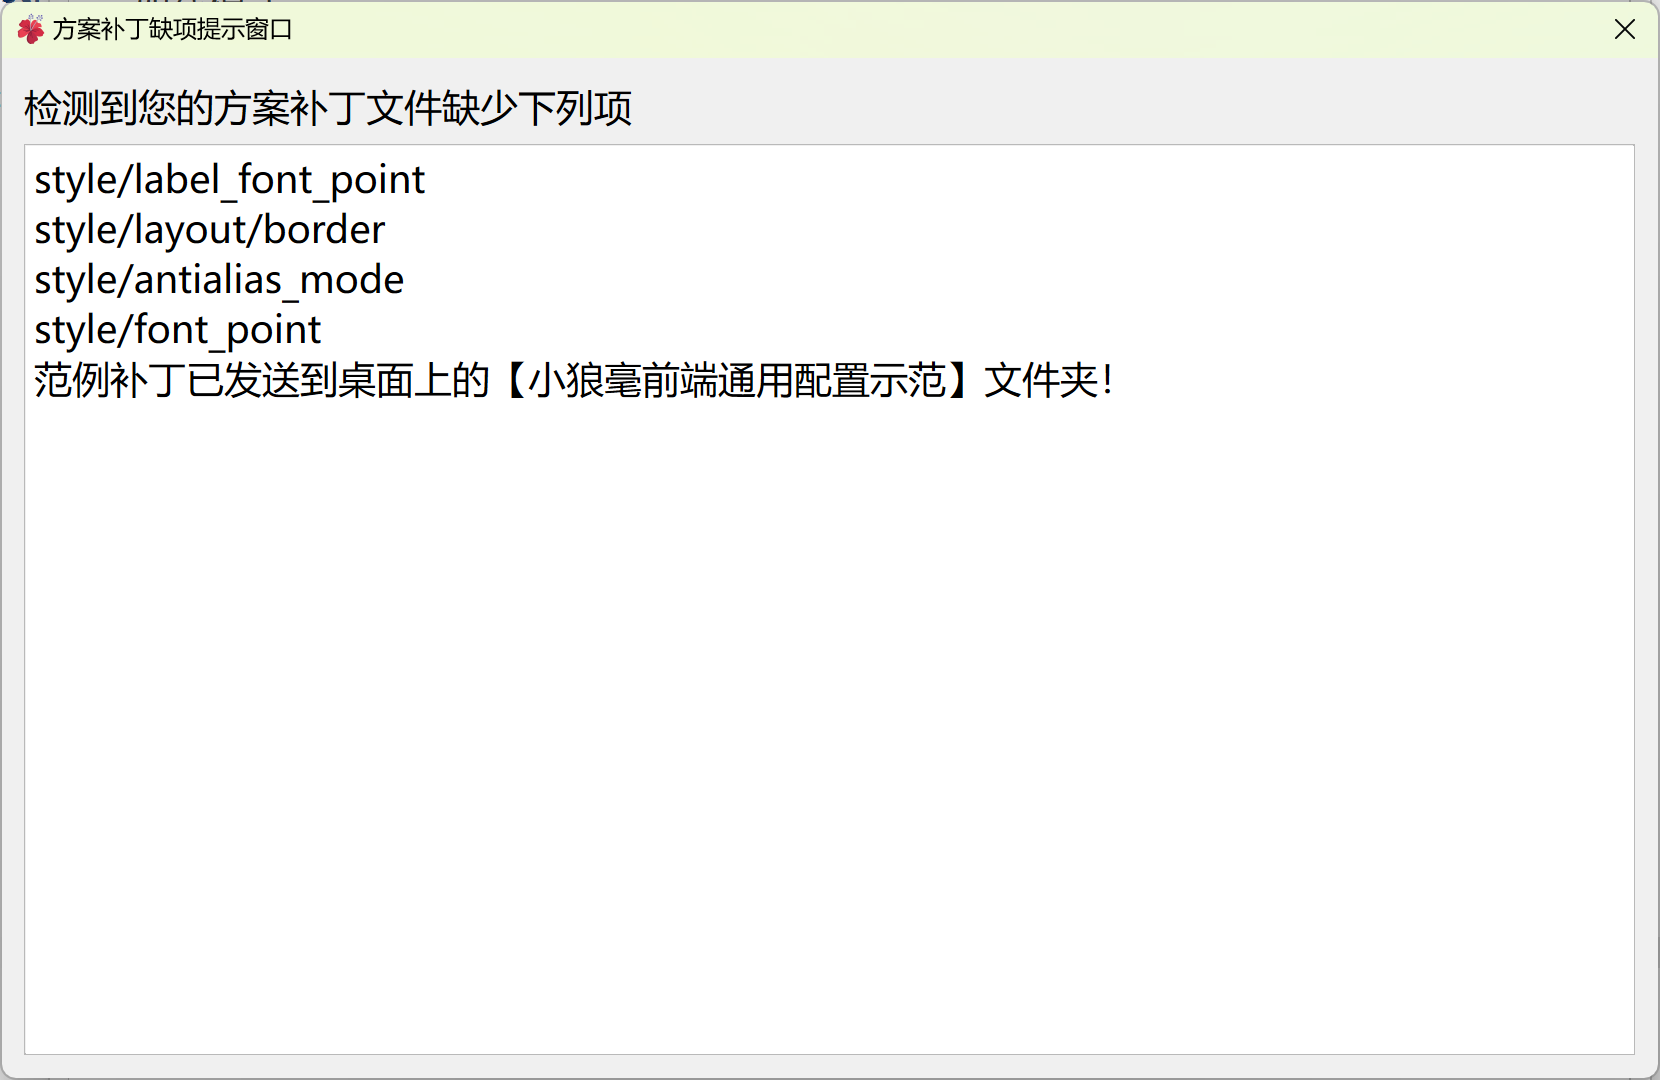 方案补丁缺项提示窗口
检测到您的方案补丁文件缺少下列项
style/label_font_point
style/layout/border
style/antialias_mode
style/font_point
范例补丁已发送到桌面上的【小狼毫前端通用配置示范】文件夹！